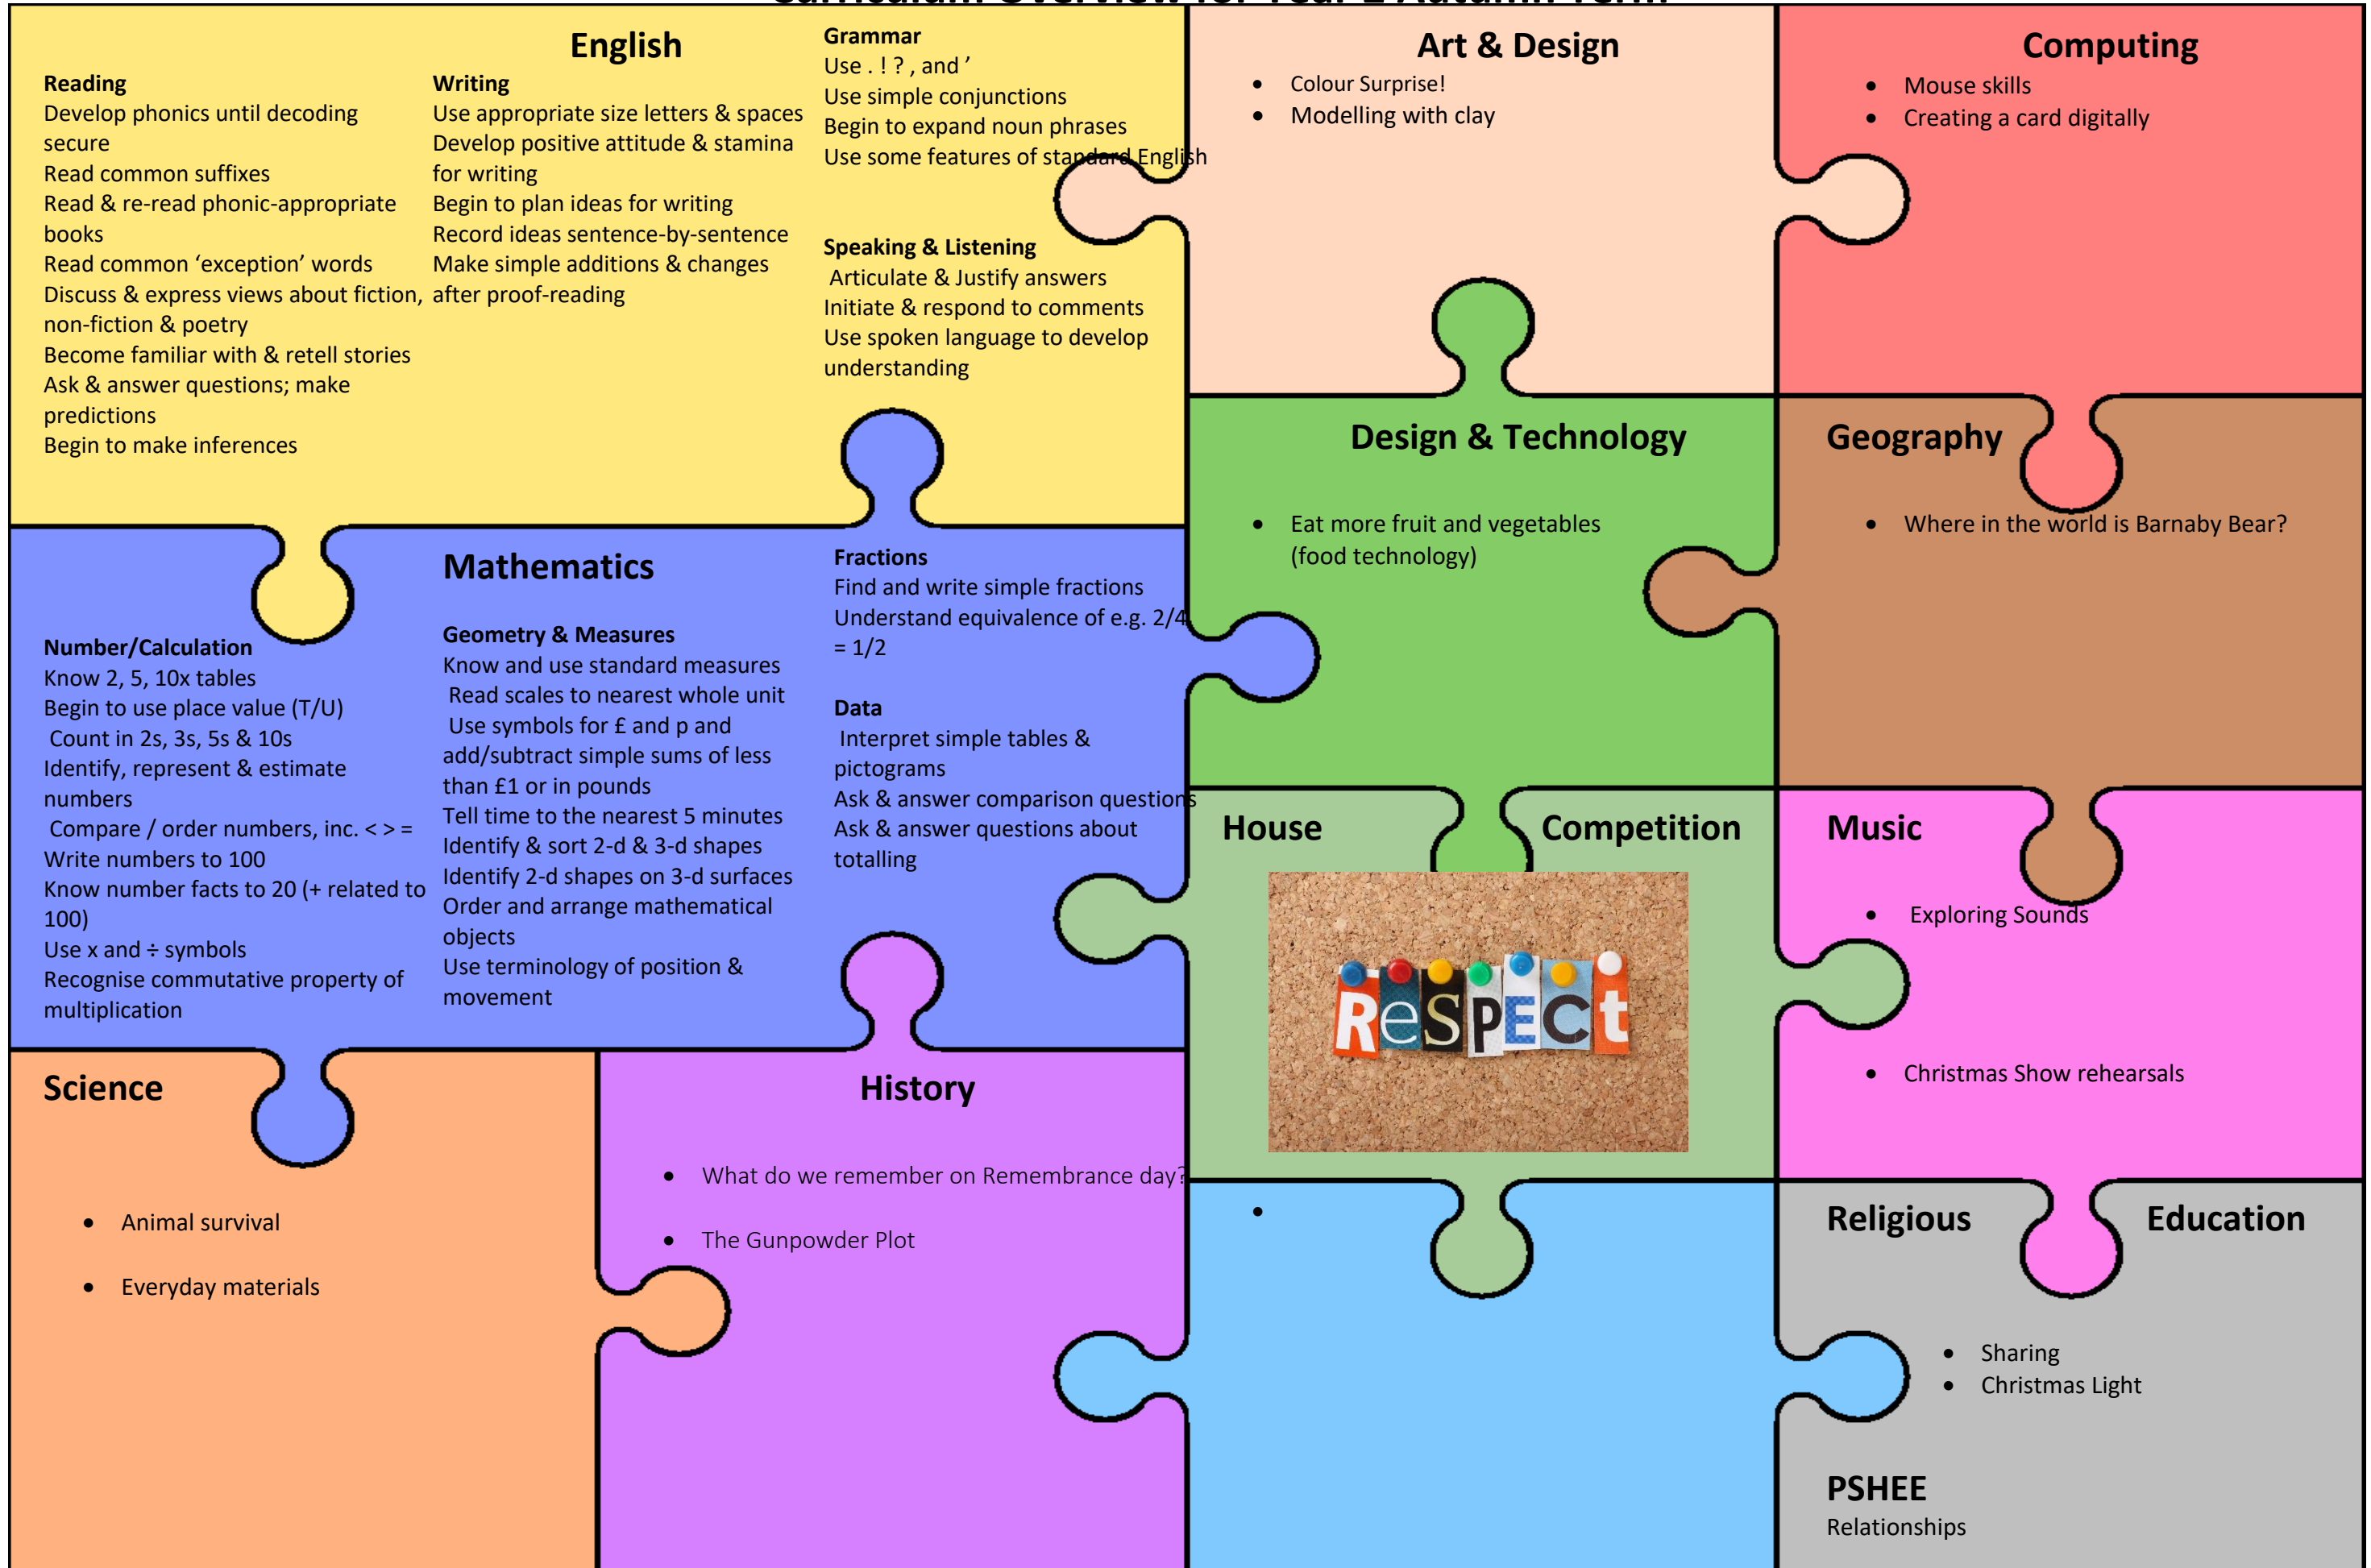 Curriculum Overview for Year 2 Autumn Term
English
Reading
Develop phonics until decoding
secure
Read common suffixes
Read & re-read phonic-appropriate
books
Read common ‘exception’ words
Discuss & express views about fiction,
non-fiction & poetry
Become familiar with & retell stories
Ask & answer questions; make
predictions
Begin to make inferences
Writing
Use appropriate size letters & spaces
Develop positive attitude & stamina
for writing
Begin to plan ideas for writing
Record ideas sentence-by-sentence
Make simple additions & changes
after proof-reading
Grammar
Use . ! ? , and ’
Use simple conjunctions
Begin to expand noun phrases
Use some features of standard English
Speaking & Listening
Articulate & Justify answers
Initiate & respond to comments
Use spoken language to develop
understanding
Art & Design
• Colour Surprise!
• Modelling with clay
Computing
• Mouse skills
• Creating a card digitally
Design & Technology
• Eat more fruit and vegetables
(food technology)
Geography
• Where in the world is Barnaby Bear?
Mathematics
Number/Calculation
Know 2, 5, 10x tables
Begin to use place value (T/U)
Count in 2s, 3s, 5s & 10s
Identify, represent & estimate
numbers
Compare / order numbers, inc. < > =
Write numbers to 100
Know number facts to 20 (+ related to
100)
Use x and ÷ symbols
Recognise commutative property of
multiplication
Geometry & Measures
Know and use standard measures
Read scales to nearest whole unit
Use symbols for £ and p and
add/subtract simple sums of less
than £1 or in pounds
Tell time to the nearest 5 minutes
Identify & sort 2-d & 3-d shapes
Identify 2-d shapes on 3-d surfaces
Order and arrange mathematical
objects
Use terminology of position &
movement
Fractions
Find and write simple fractions
Understand equivalence of e.g. 2/4
= 1/2
Data
Interpret simple tables &
pictograms
Ask & answer comparison questions
Ask & answer questions about
totalling
House Competition
ReSPECt
Music
• Exploring Sounds
• Christmas Show rehearsals
Science
• Animal survival
• Everyday materials
History
• What do we remember on Remembrance day?
• The Gunpowder Plot
•
Religious Education
• Sharing
• Christmas Light
PSHEE
Relationships